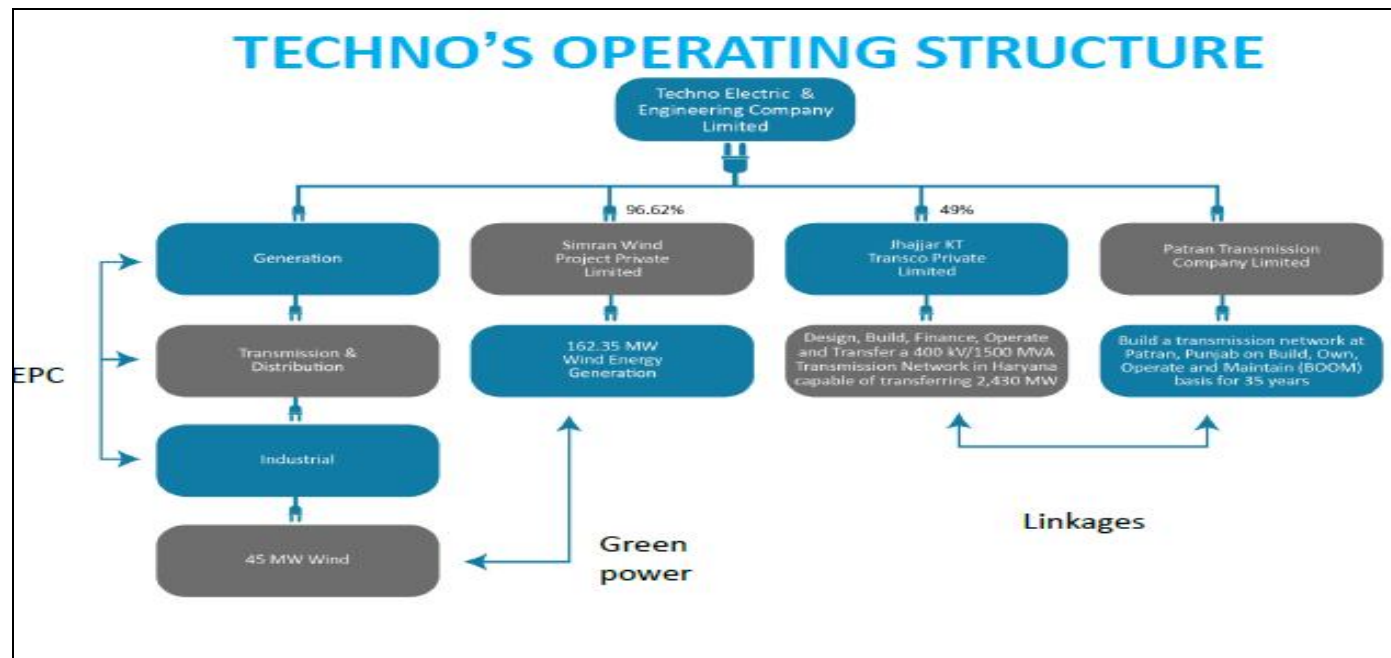 TECHNO'S OPERATING STRUCTURE
Techno Electric &
Engineering Company
Limited
96.62%
49%
Generation
Simran Wind
Project Private
Limited
Jhajjar KT
Transco Private
Limited
Patran Transmission
Company Limited
EPC
Transmission &
Distribution
162.35 MW
Wind Energy
Generation
Design, Build, Finance, Operate
and Transfer a 400 kV/1500 MVA
Transmission Network in Haryana
capable of transferring 2,430 MW
Build a transmission network at
Patran, Punjab on Build, Own,
Operate and Maintain (BOOM)
basis for 35 years
Industrial
45 MW Wind
Green
power
Linkages